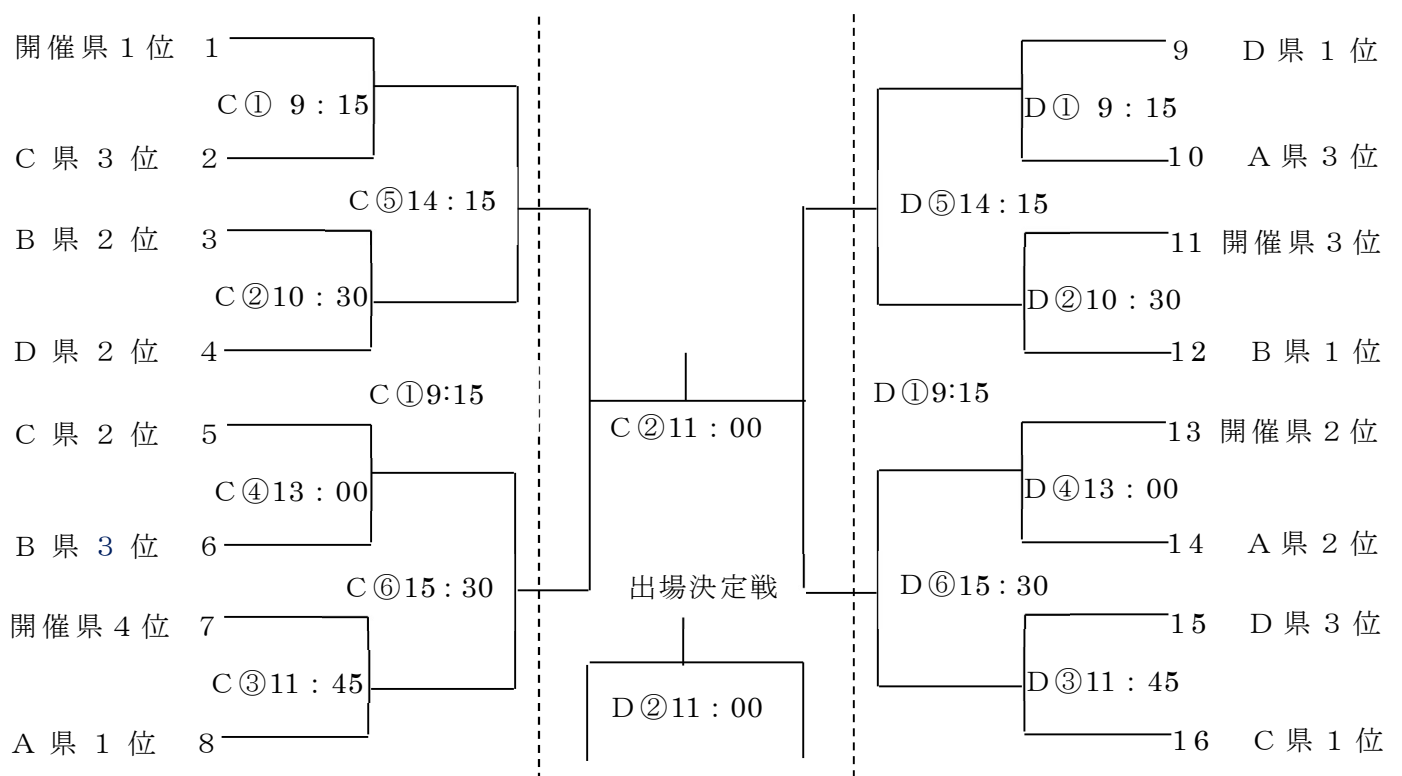 開催県１位 1
C① 9：15
C県３位 2
C⑤14：15
B県２位 3
C②10：30
D県２位 4
C①9:15
C県２位 5
C④13：00
B県３位 6
C⑥15：30
開催県４位 7
C③11：45
A県１位 8
C②11：00
出場決定戦
D②11：00
9 D県１位
D① 9：15
10 A県３位
D⑤14：15
11 開催県３位
D②10：30
12 B県１位
D①9:15
13 開催県２位
D④13：00
14 A県２位
D⑥15：30
15 D県３位
D③11：45
16 C県１位